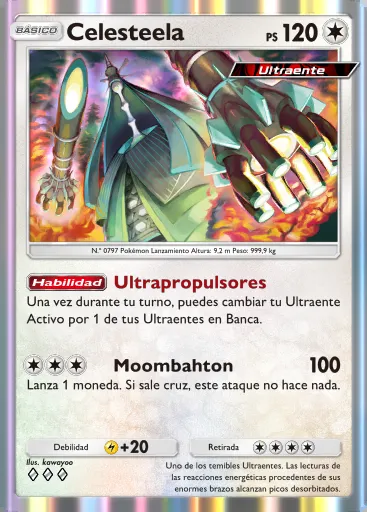 BÁSICO Celesteela PS 120
Ultraente
N.º 0797 Pokémon Lanzamiento Altura: 9,2 m Peso: 999,9 kg
Habilidad Ultrapropulsores
Una vez durante tu turno, puedes cambiar tu Ultraente
Activo por 1 de tus Ultraentes en Banca.
Moombahton 100
Lanza 1 moneda. Si sale cruz, este ataque no hace nada.
Debilidad +20 Retirada
Ilus. kawayoo
Uno de los temibles Ultraentes. Las lecturas de
las reacciones energéticas procedentes de sus
enormes brazos alcanzan picos desorbitados.